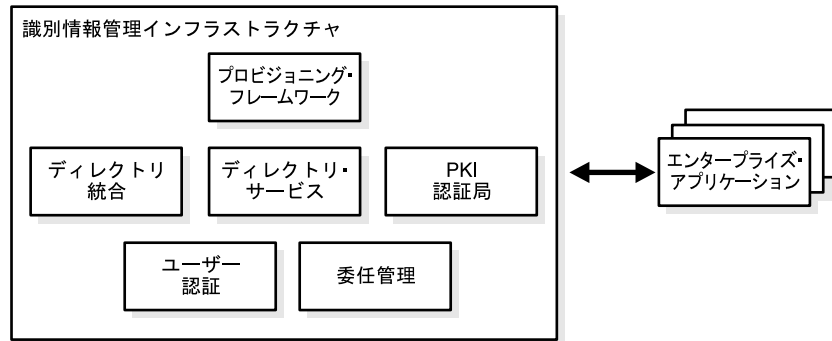 識別情報管理インフラストラクチャ
プロビジョニング・
フレームワーク
ディレクトリ
統合
ディレクトリ・
サービス
PKI
認証局
エンタープライズ・
アプリケーション
ユーザー
認証
委任管理